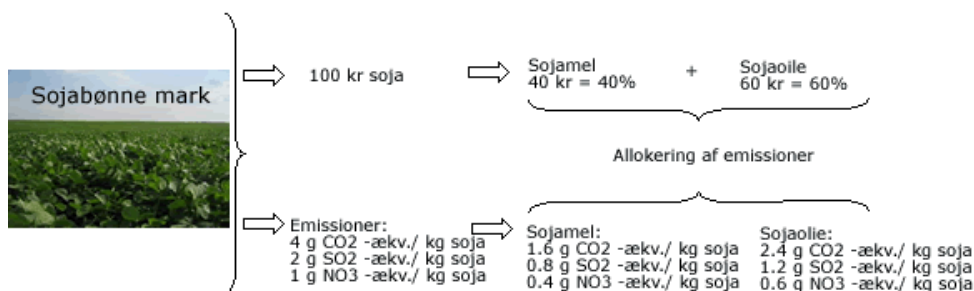 Sojabønne mark
100 kr soja
Sojamel
40 kr = 40%
+
Sojaoile
60 kr = 60%
Allokering af emissioner
Emissioner:
4 g CO2 -ækv./ kg soja
2 g SO2 -ækv./ kg soja
1 g NO3 -ækv./ kg soja
Sojamel:
1.6 g CO2 -ækv./ kg soja
0.8 g SO2 -ækv./ kg soja
0.4 g NO3 -ækv./ kg soja
Sojaolie:
2.4 g CO2 -ækv./ kg soja
1.2 g SO2 -ækv./ kg soja
0.6 g NO3 -ækv./ kg soja